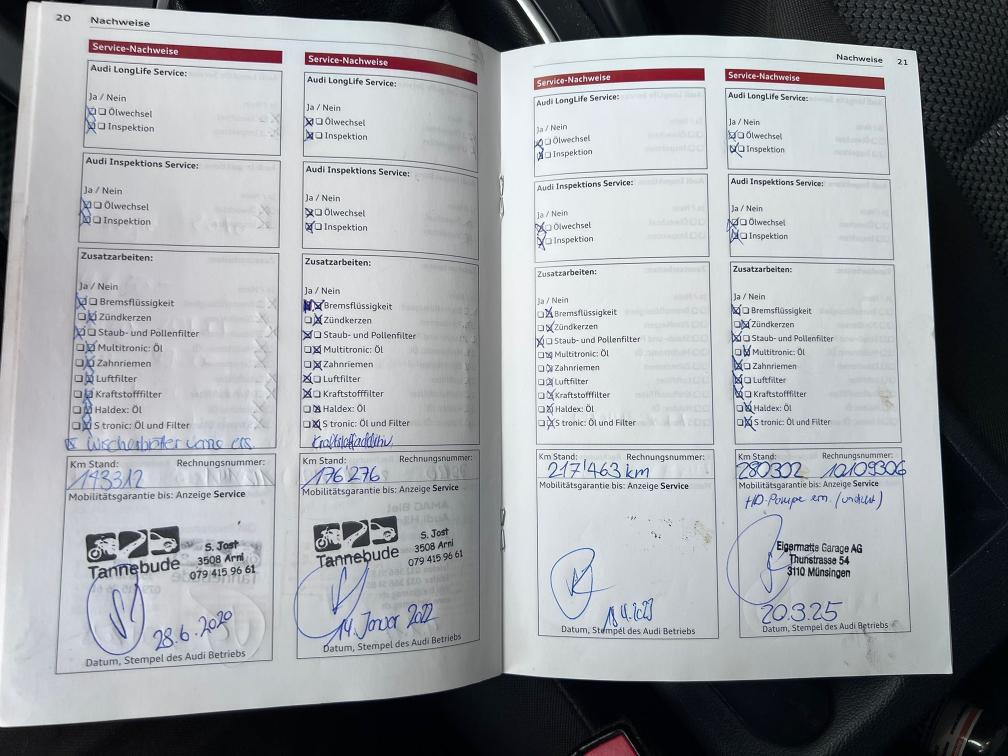 20 Nachweise
Service-Nachweise
Audi LongLife Service:
Ja / Nein
Ölwechsel
Inspektion
Audi Inspektions Service:
Ja / Nein
Ölwechsel
Inspektion
Zusatzarbeiten:
Ja / Nein
Bremsflüssigkeit
Zündkerzen
Staub- und Pollenfilter
Multitronic: Öl
Zahnriemen
Luftfilter
Kraftstofffilter
Haldex: Öl
S tronic: Öl und Filter
Wischerblätter vorne ers.
Km Stand: Rechnungsnummer:
143312
Mobilitätsgarantie bis: Anzeige Service
Tannebude
S. Jost
3508 Arni
079 415 96 61
28.6.2020
Datum, Stempel des Audi Betriebs
Service-Nachweise
Audi LongLife Service:
Ja / Nein
Ölwechsel
Inspektion
Audi Inspektions Service:
Ja / Nein
Ölwechsel
Inspektion
Zusatzarbeiten:
Ja / Nein
Bremsflüssigkeit
Zündkerzen
Staub- und Pollenfilter
Multitronic: Öl
Zahnriemen
Luftfilter
Kraftstofffilter
Haldex: Öl
S tronic: Öl und Filter
Kraftstoffadditiv.
Km Stand: Rechnungsnummer:
176276
Mobilitätsgarantie bis: Anzeige Service
Tannebude
S. Jost
3508 Arni
079 415 96 61
14. Januar 2022
Datum, Stempel des Audi Betriebs
Nachweise 21
Service-Nachweise
Audi LongLife Service:
Ja / Nein
Ölwechsel
Inspektion
Audi Inspektions Service:
Ja / Nein
Ölwechsel
Inspektion
Zusatzarbeiten:
Ja / Nein
Bremsflüssigkeit
Zündkerzen
Staub- und Pollenfilter
Multitronic: Öl
Zahnriemen
Luftfilter
Kraftstofffilter
Haldex: Öl
S tronic: Öl und Filter
Km Stand: Rechnungsnummer:
217'463 km
Mobilitätsgarantie bis: Anzeige Service
Datum, Stempel des Audi Betriebs
Service-Nachweise
Audi LongLife Service:
Ja / Nein
Ölwechsel
Inspektion
Audi Inspektions Service:
Ja / Nein
Ölwechsel
Inspektion
Zusatzarbeiten:
Ja / Nein
Bremsflüssigkeit
Zündkerzen
Staub- und Pollenfilter
Multitronic: Öl
Zahnriemen
Luftfilter
Kraftstofffilter
Haldex: Öl
S tronic: Öl und Filter
Km Stand: Rechnungsnummer:
280302 10109306
Mobilitätsgarantie bis: Anzeige Service
HD-Pumpe ern. (undicht)
Eigermatte Garage AG
Thunstrasse 54
3110 Münsingen
20.3.25
Datum, Stempel des Audi Betriebs